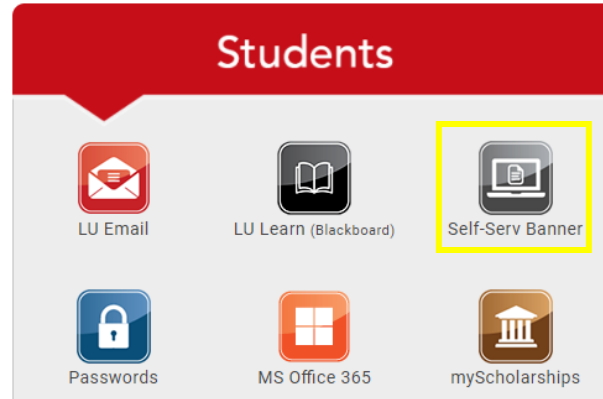 Students
LU Email
LU Learn (Blackboard)
Self-Serv Banner
Passwords
MS Office 365
myScholarships